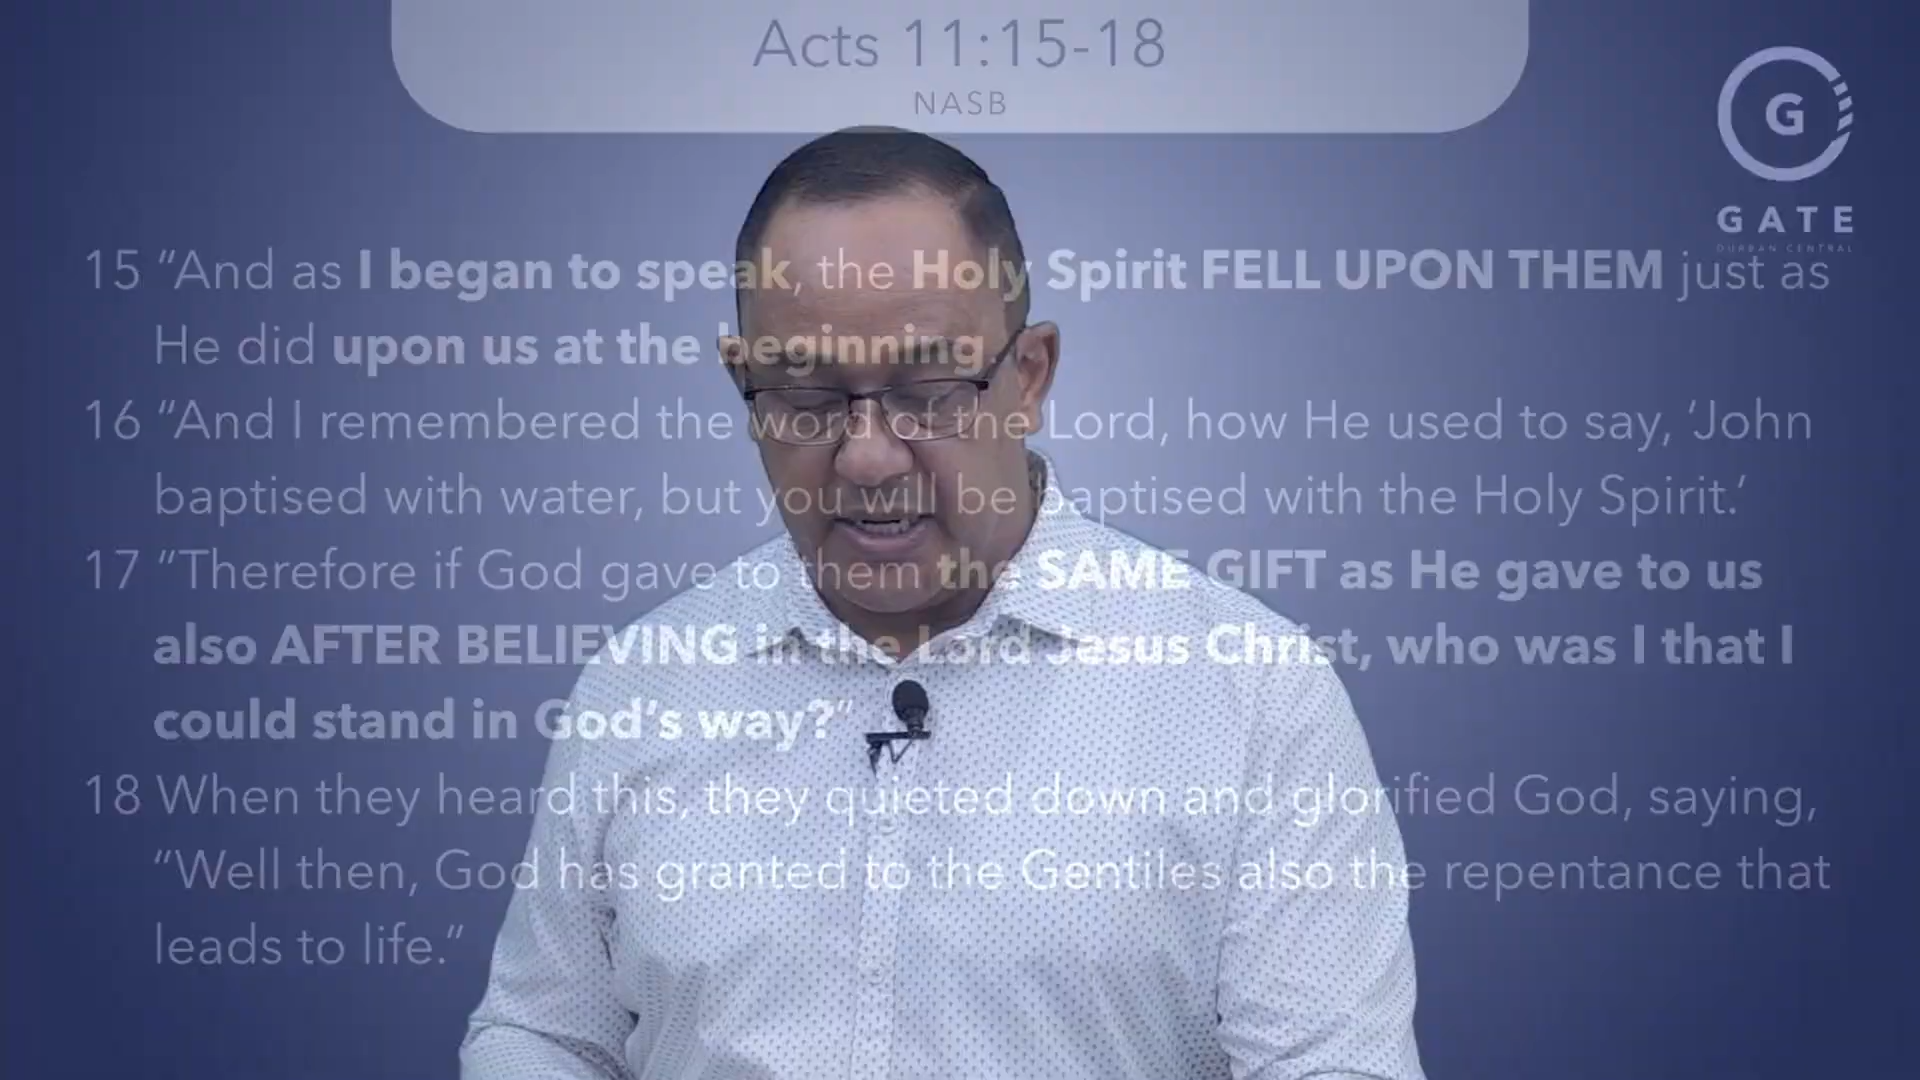 Acts 11:15-18
NASB
G
GATE
DURBAN CENTRAL
15 “And as I began to speak, the Holy Spirit FELL UPON THEM just as
He did upon us at the beginning.
16 “And I remembered the word of the Lord, how He used to say, ‘John
baptised with water, but you will be baptised with the Holy Spirit.’
17 “Therefore if God gave to them the SAME GIFT as He gave to us
also AFTER BELIEVING in the Lord Jesus Christ, who was I that I
could stand in God’s way?”
18 When they heard this, they quieted down and glorified God, saying,
“Well then, God has granted to the Gentiles also the repentance that
leads to life.”